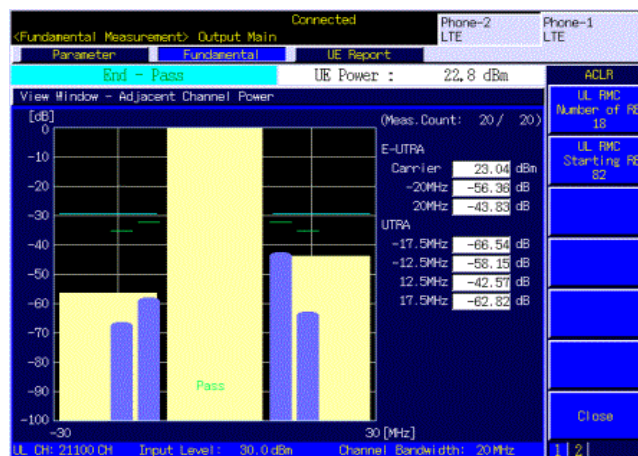 Connected
<Fundamental Measurement> Output Main
Phone-2
LTE
Phone-1
LTE
Parameter
Fundamental
UE Report
End - Pass
UE Power : 22.8 dBm
ACLR
View Window - Adjacent Channel Power
UL RMC
Number of RB
18
UL RMC
Starting RB
82
[dB]
(Meas.Count: 20/ 20)
0
-10
-20
-30
-40
-50
-60
-70
-80
-90
-100
E-UTRA
Carrier 23.04 dBm
-20MHz -56.36 dB
20MHz -43.83 dB
UTRA
-17.5MHz -66.54 dB
-12.5MHz -58.15 dB
12.5MHz -42.57 dB
17.5MHz -62.82 dB
Pass
-30
30 [MHz]
Close
UL CH: 21100 CH Input Level: 30.0 dBm Channel Bandwidth: 20 MHz
1 2